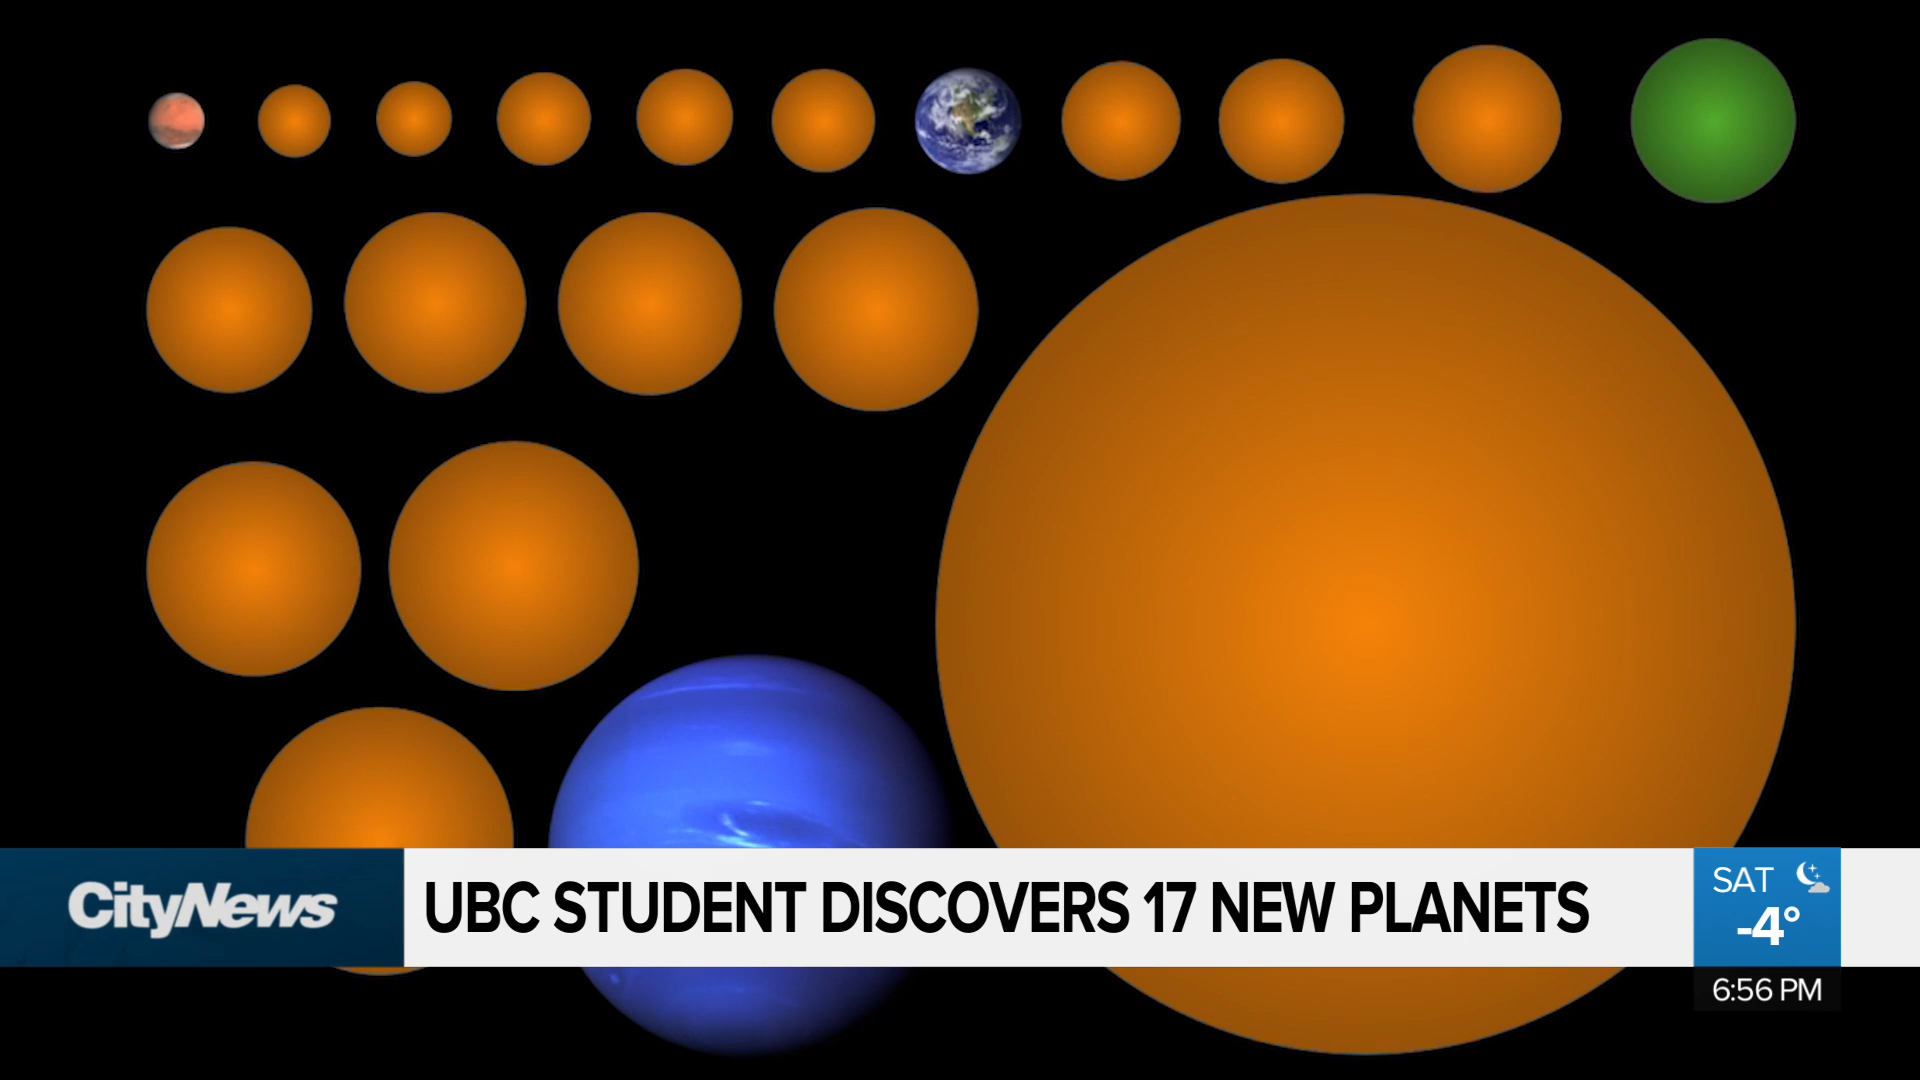 CityNews
UBC STUDENT DISCOVERS 17 NEW PLANETS
SAT
-4°
6:56 PM